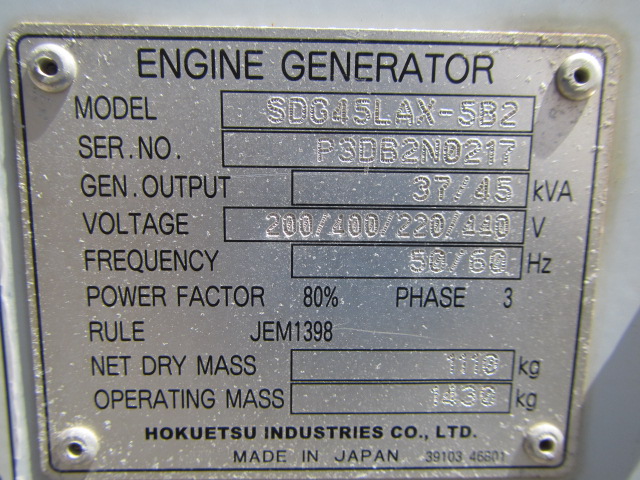 ENGINE GENERATOR
MODEL SDG45LAX-5B2
SER.NO. P3DB2N0217
GEN.OUTPUT 37/45 kVA
VOLTAGE 200/400/220/440 V
FREQUENCY 50/60 Hz
POWER FACTOR 80% PHASE 3
RULE JEM1398
NET DRY MASS 1110 kg
OPERATING MASS 1430 kg
HOKUETSU INDUSTRIES CO., LTD.
MADE IN JAPAN 39103 46601